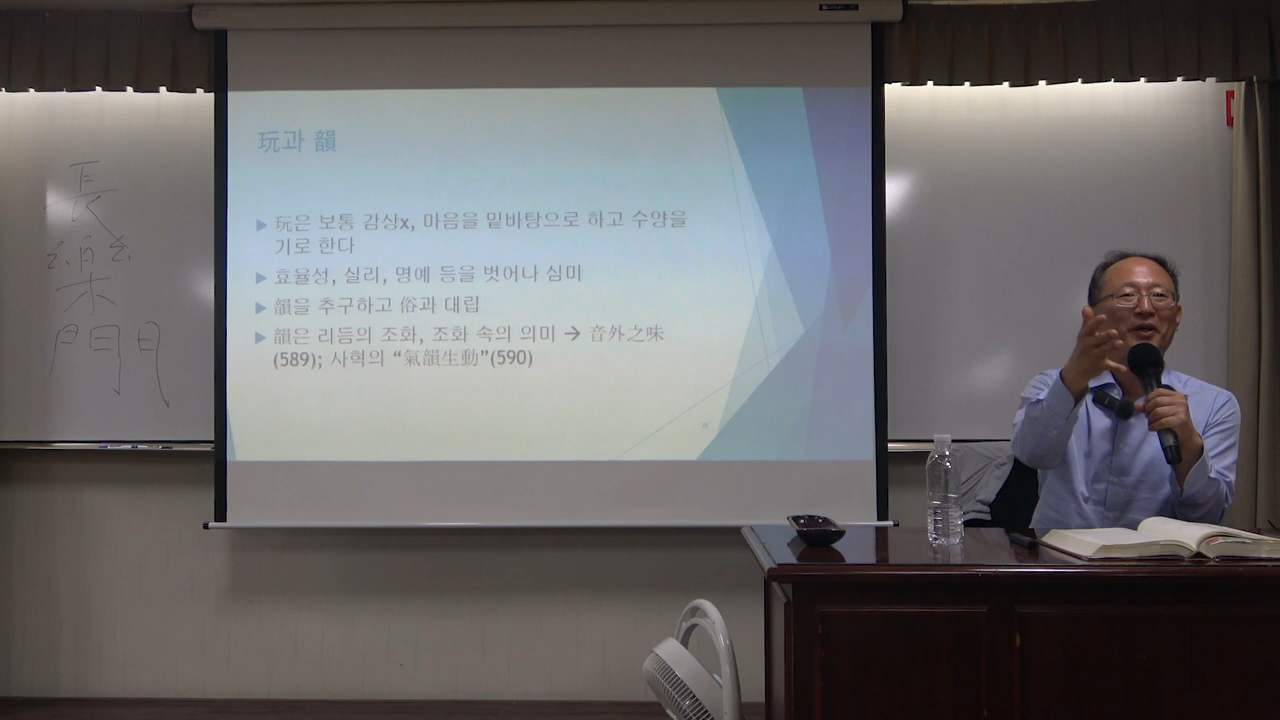 長
樂
門
玩과 韻
玩은 보통 감상x, 마음을 밑바탕으로 하고 수양을
기로 한다
효율성, 실리, 명예 등을 벗어나 심미
韻을 추구하고 俗과 대립
韻은 리듬의 조화, 조화 속의 의미 → 音外之味
(589); 사혁의 “氣韻生動”(590)